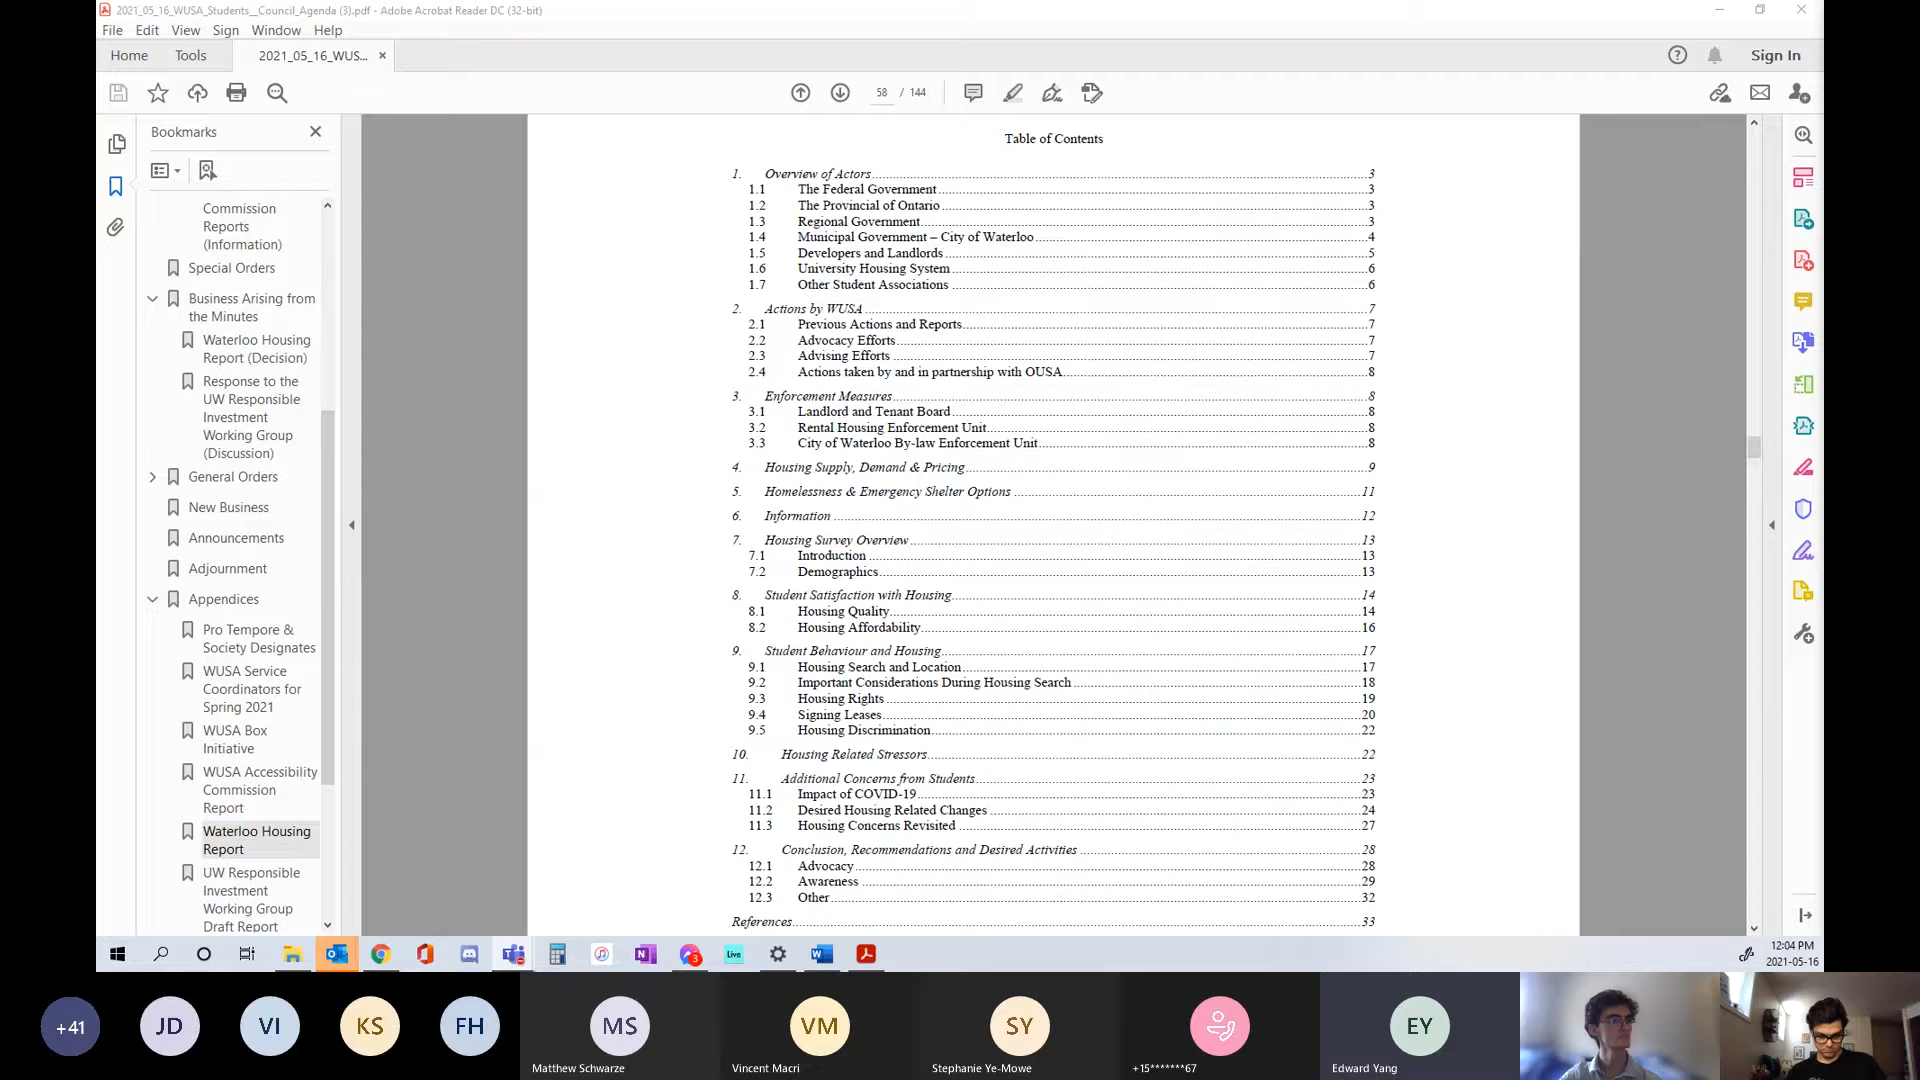 2021_05_16_WUSA_Students__Council_Agenda (3).pdf - Adobe Acrobat Reader DC (32-bit)
File Edit View Sign Window Help
Home Tools 2021_05_16_WUS... × Sign In
58 / 144
Bookmarks
Commission
Reports
(Information)
Special Orders
Business Arising from
the Minutes
Waterloo Housing
Report (Decision)
Response to the
UW Responsible
Investment
Working Group
(Discussion)
General Orders
New Business
Announcements
Adjournment
Appendices
Pro Tempore &
Society Designates
WUSA Service
Coordinators for
Spring 2021
WUSA Box
Initiative
WUSA Accessibility
Commission
Report
Waterloo Housing
Report
UW Responsible
Investment
Working Group
Draft Report
Table of Contents
1. Overview of Actors 3
1.1 The Federal Government 3
1.2 The Provincial of Ontario 3
1.3 Regional Government 3
1.4 Municipal Government – City of Waterloo 4
1.5 Developers and Landlords 5
1.6 University Housing System 6
1.7 Other Student Associations 6
2. Actions by WUSA 7
2.1 Previous Actions and Reports 7
2.2 Advocacy Efforts 7
2.3 Advising Efforts 7
2.4 Actions taken by and in partnership with OUSA 8
3. Enforcement Measures 8
3.1 Landlord and Tenant Board 8
3.2 Rental Housing Enforcement Unit 8
3.3 City of Waterloo By-law Enforcement Unit 8
4. Housing Supply, Demand & Pricing 9
5. Homelessness & Emergency Shelter Options 11
6. Information 12
7. Housing Survey Overview 13
7.1 Introduction 13
7.2 Demographics 13
8. Student Satisfaction with Housing 14
8.1 Housing Quality 14
8.2 Housing Affordability 16
9. Student Behaviour and Housing 17
9.1 Housing Search and Location 17
9.2 Important Considerations During Housing Search 18
9.3 Housing Rights 19
9.4 Signing Leases 20
9.5 Housing Discrimination 22
10. Housing Related Stressors 22
11. Additional Concerns from Students 23
11.1 Impact of COVID-19 23
11.2 Desired Housing Related Changes 24
11.3 Housing Concerns Revisited 27
12. Conclusion, Recommendations and Desired Activities 28
12.1 Advocacy 28
12.2 Awareness 29
12.3 Other 32
References 33
3
Live
12:04 PM
2021-05-16
+41 JD VI KS FH MS VM SY EY
Matthew Schwarze Vincent Macri Stephanie Ye-Mowe +15*******67 Edward Yang